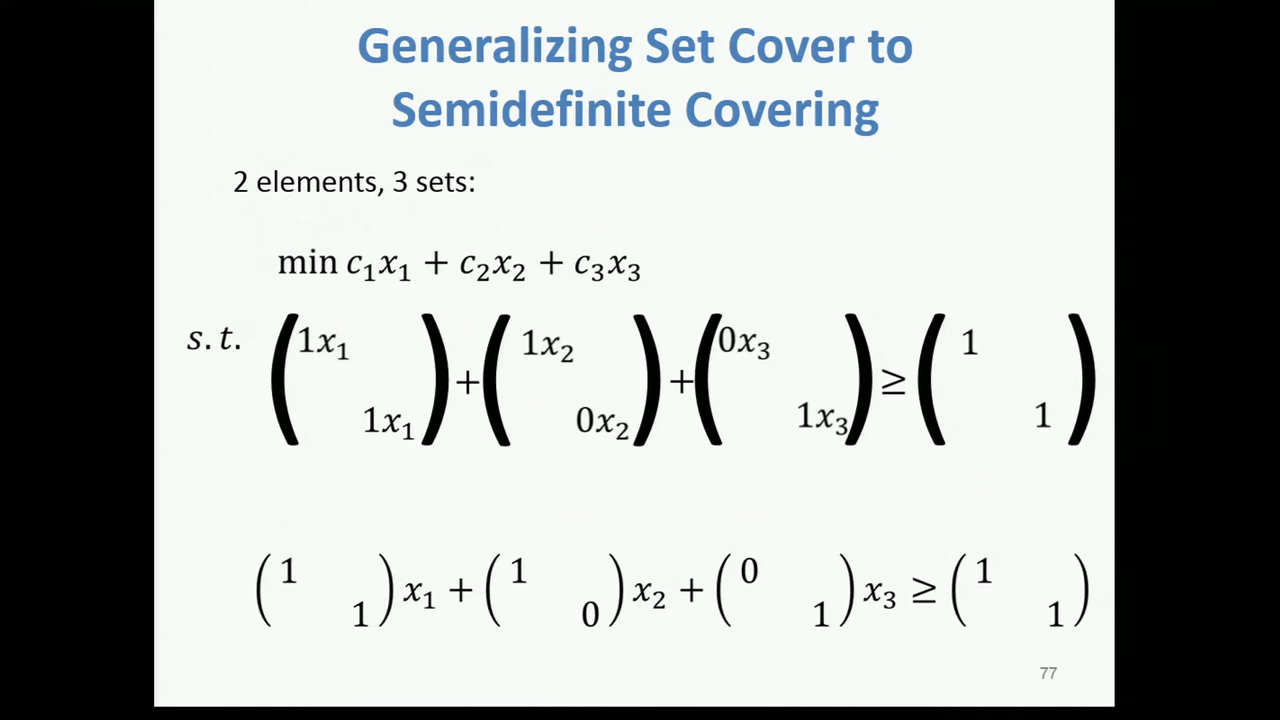 Generalizing Set Cover to
Semidefinite Covering
2 elements, 3 sets:
min c₁x₁ + c₂x₂ + c₃x₃
s.t. (1x₁ 1x₁) + (1x₂ 0x₂) + (0x₃ 1x₃) ≥ (1 1)
(1 1) x₁ + (1 0) x₂ + (0 1) x₃ ≥ (1 1)
77